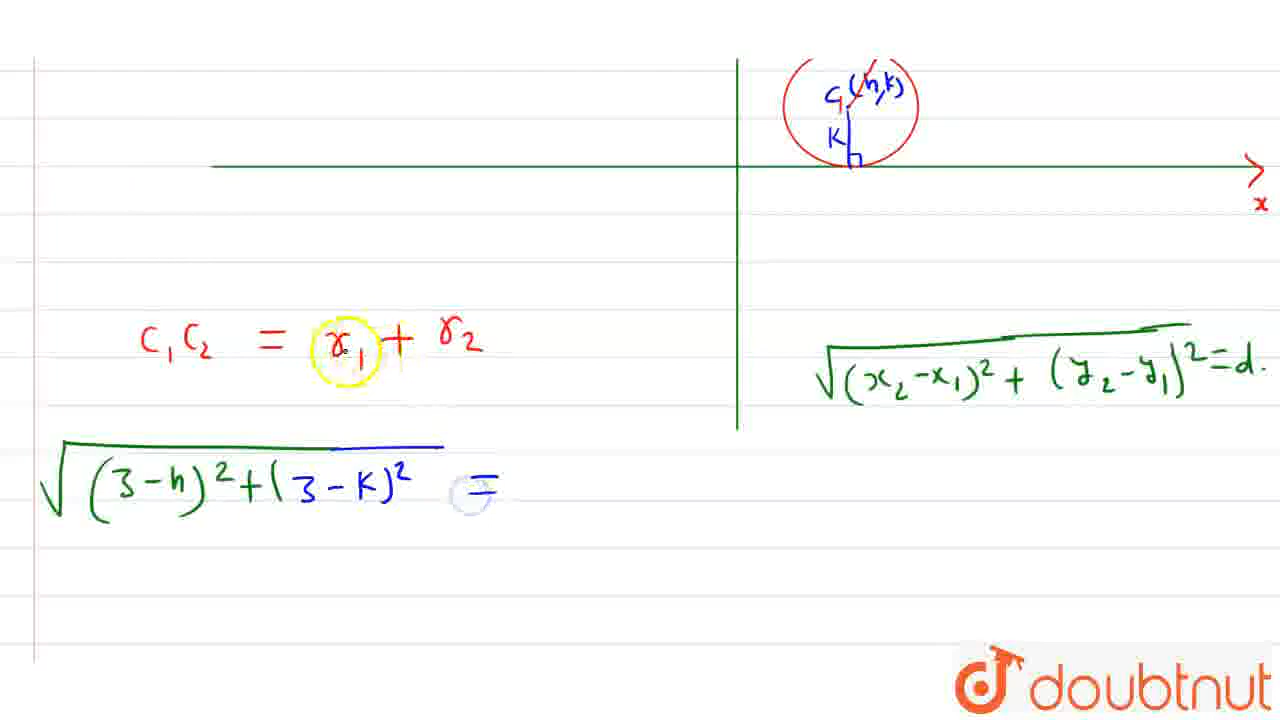 C₁ (h,k)
K
x
C₁C₂ = r₁ + r₂
√(x₂-x₁)² + (y₂-y₁)² = d.
√(3-h)² + (3-k)² =
doubtnut